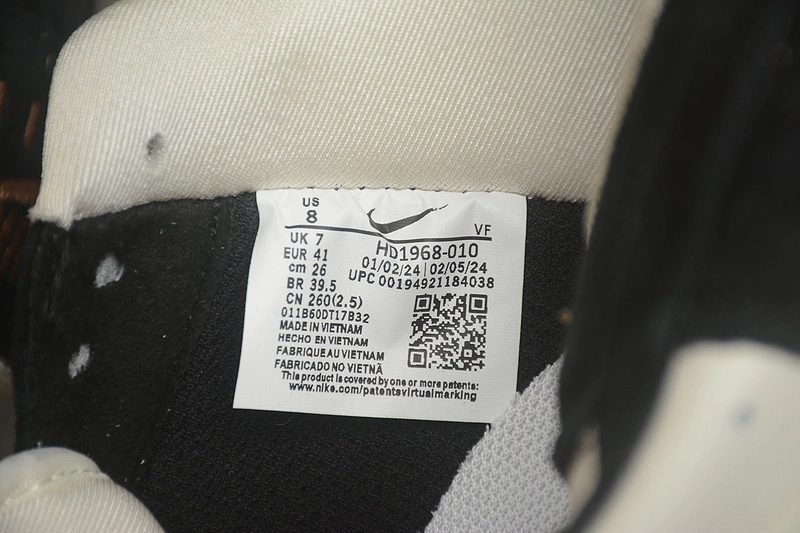 US
8
VF
UK 7
EUR 41
cm 26
BR 39.5
CN 260(2.5)
011B60DT17B32
HD1968-010
01/02/24 | 02/05/24
UPC 00194921184038
MADE IN VIETNAM
HECHO EN VIETNAM
FABRIQUE AU VIETNAM
FABRICADO NO VIETNÃ
This product is covered by one or more patents:
www.nike.com/patentsvirtualmarking